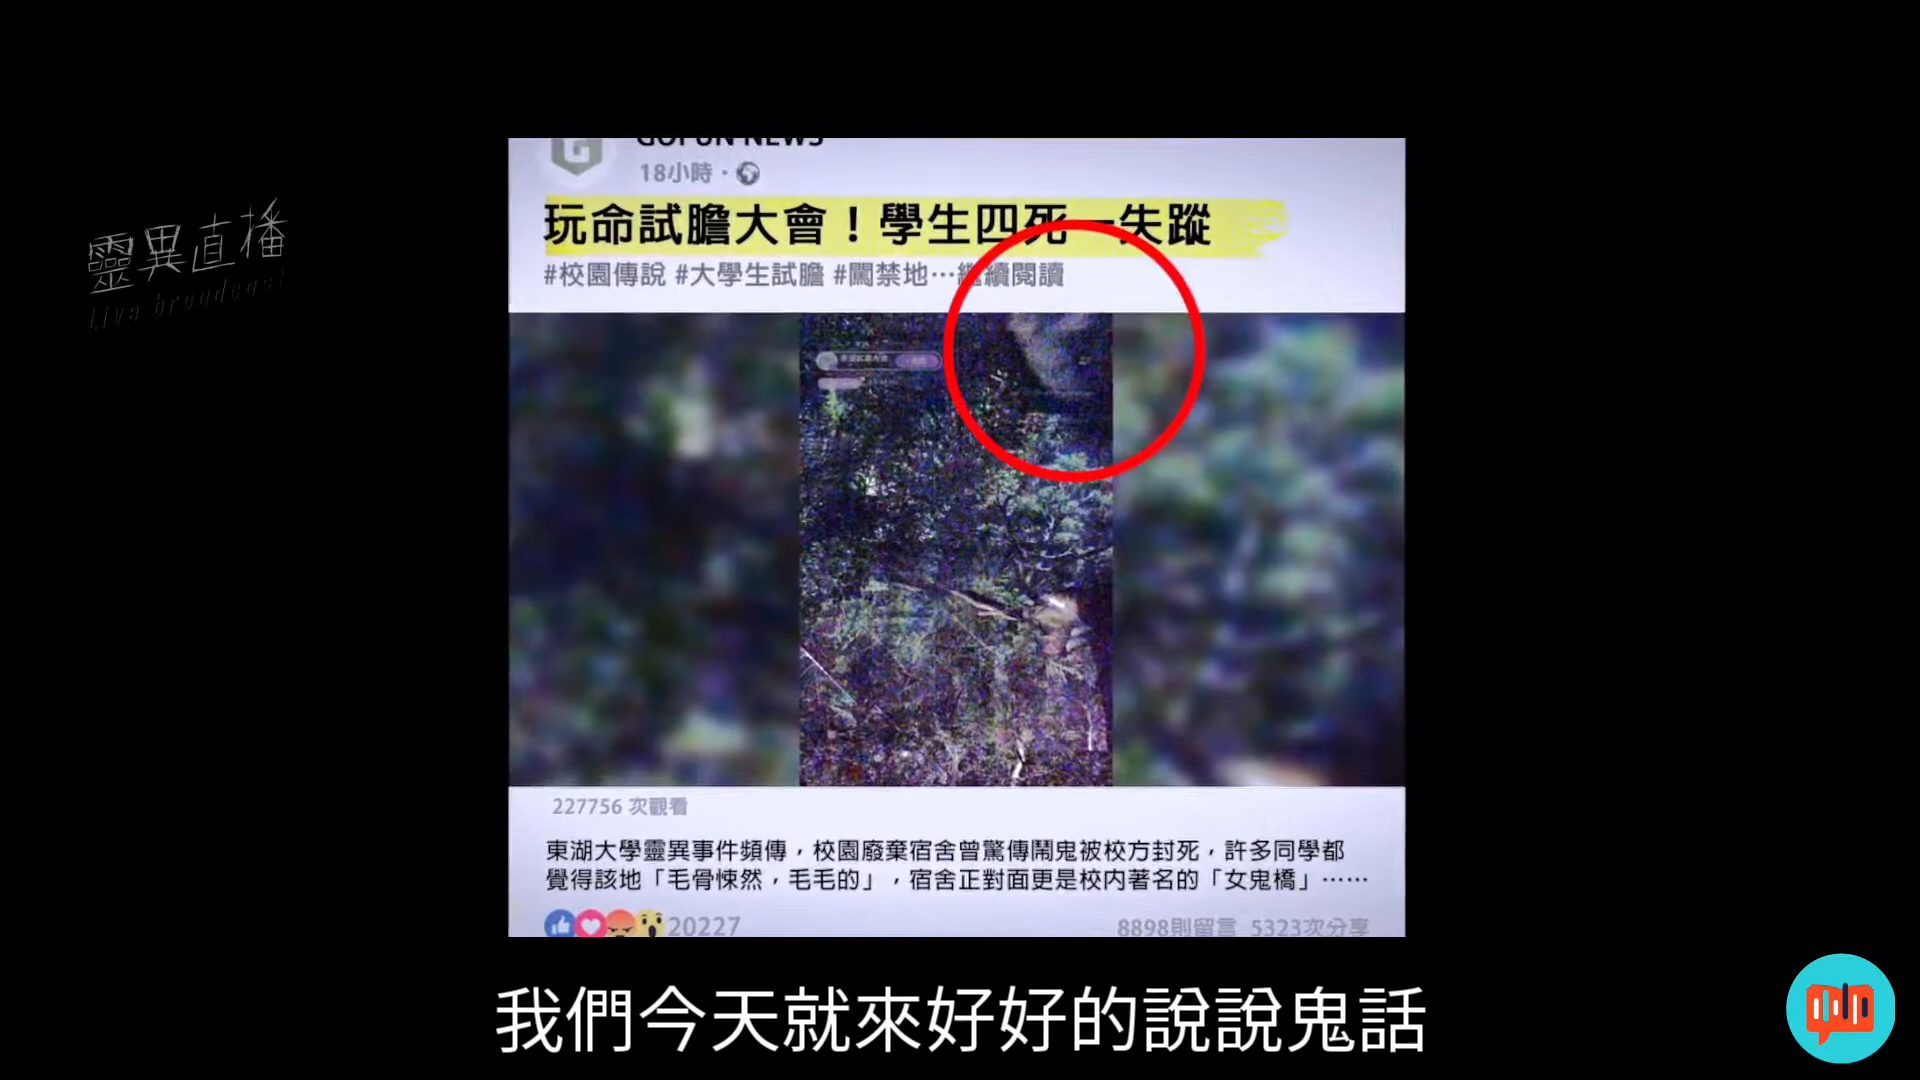 靈異直播
Live broadcast
GOFUN NEWS
18小時
玩命試膽大會！學生四死一失蹤
#校園傳說 #大學生試膽 #闖禁地…繼續閱讀
227756 次觀看
東湖大學靈異事件頻傳，校園廢棄宿舍曾驚傳鬧鬼被校方封死，許多同學都
覺得該地「毛骨悚然，毛毛的」，宿舍正對面更是校內著名的「女鬼橋」……
20227
8898則留言 5323次分享
我們今天就來好好的說說鬼話